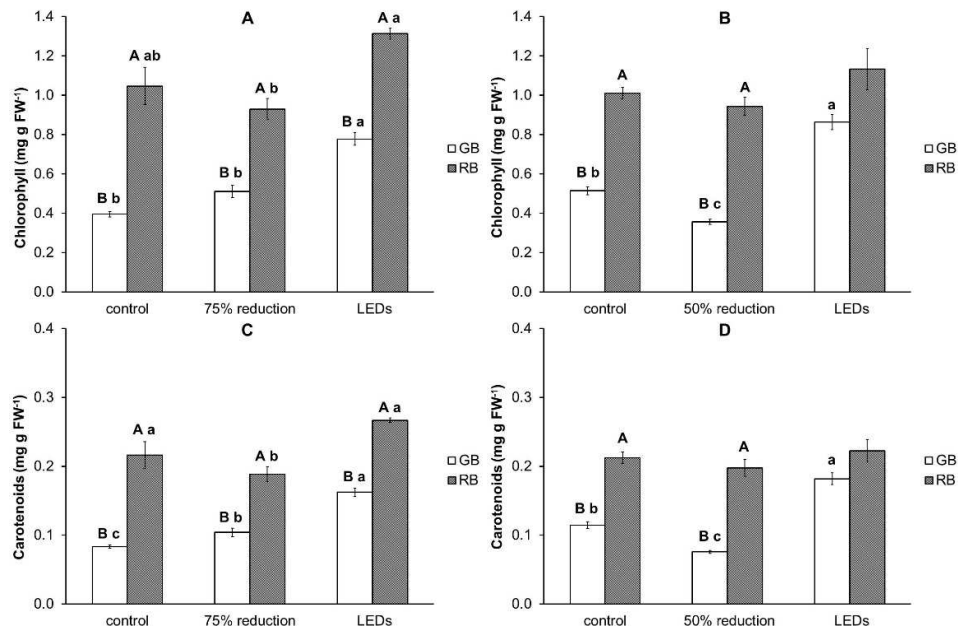 A
Chlorophyll (mg g FW⁻¹)
1.4
1.2
1.0
0.8
0.6
0.4
0.2
0.0
B b
A ab
B b
A b
B a
A a
GB
RB
control 75% reduction LEDs
B
Chlorophyll (mg g FW⁻¹)
1.4
1.2
1.0
0.8
0.6
0.4
0.2
0.0
B b
A
B c
A
a
GB
RB
control 50% reduction LEDs
C
Carotenoids (mg g FW⁻¹)
0.4
0.3
0.2
0.1
0.0
B c
A a
B b
A b
B a
A a
GB
RB
control 75% reduction LEDs
D
Carotenoids (mg g FW⁻¹)
0.4
0.3
0.2
0.1
0.0
B b
A
B c
A
a
GB
RB
control 50% reduction LEDs